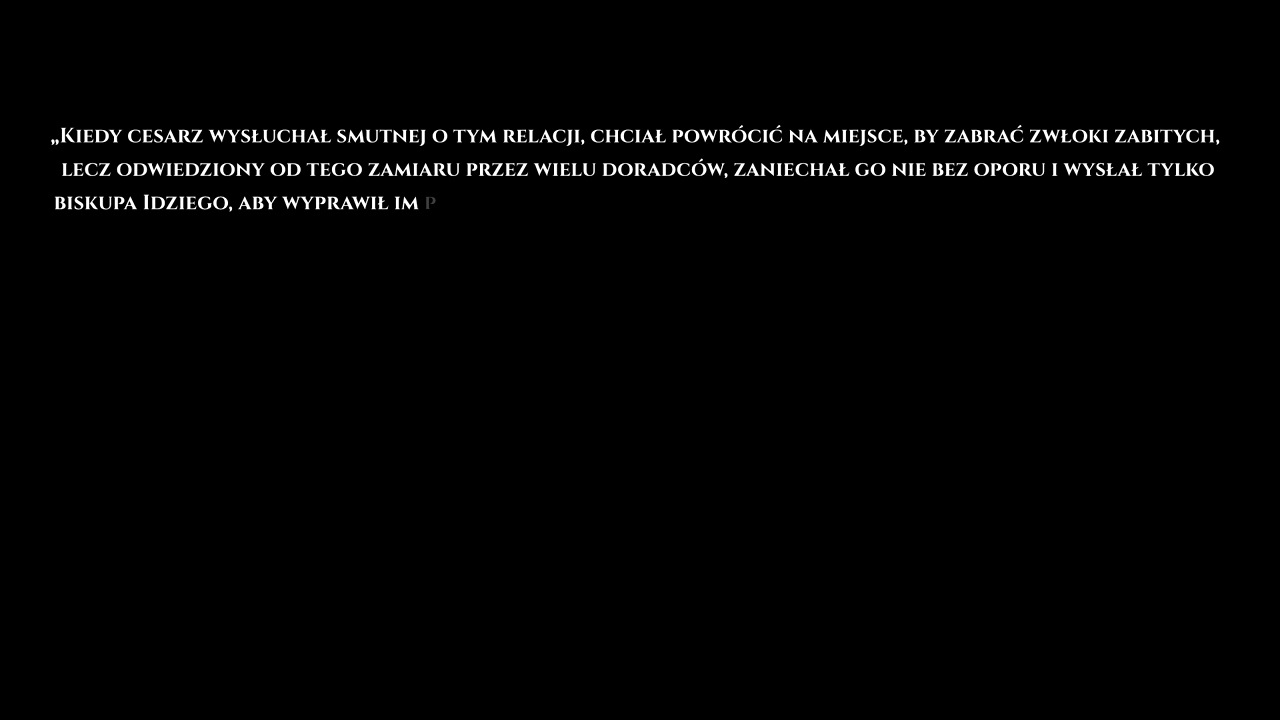 „Kiedy cesarz wysłuchał smutnej o tym relacji, chciał powrócić na miejsce, by zabrać zwłoki zabitych,
lecz odwiedziony od tego zamiaru przez wielu doradców, zaniechał go nie bez oporu i wysłał tylko
biskupa Idziego, aby wyprawił im p